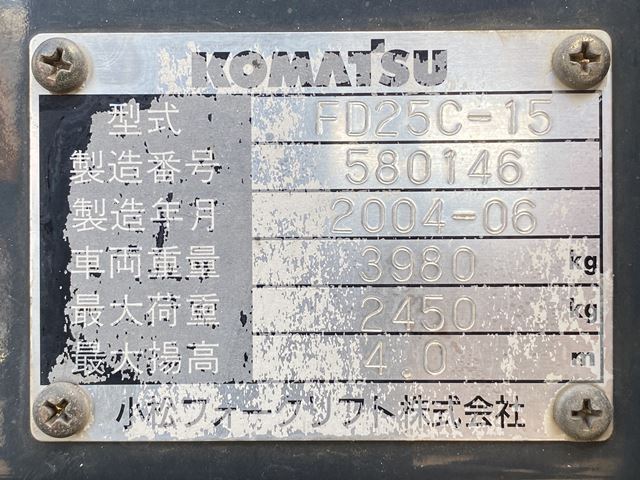 KOMATSU
型式 FD25C-15
製造番号 580146
製造年月 2004-06
車両重量 3980 kg
最大荷重 2450 kg
最大揚高 4.0 m
小松フォークリフト株式会社